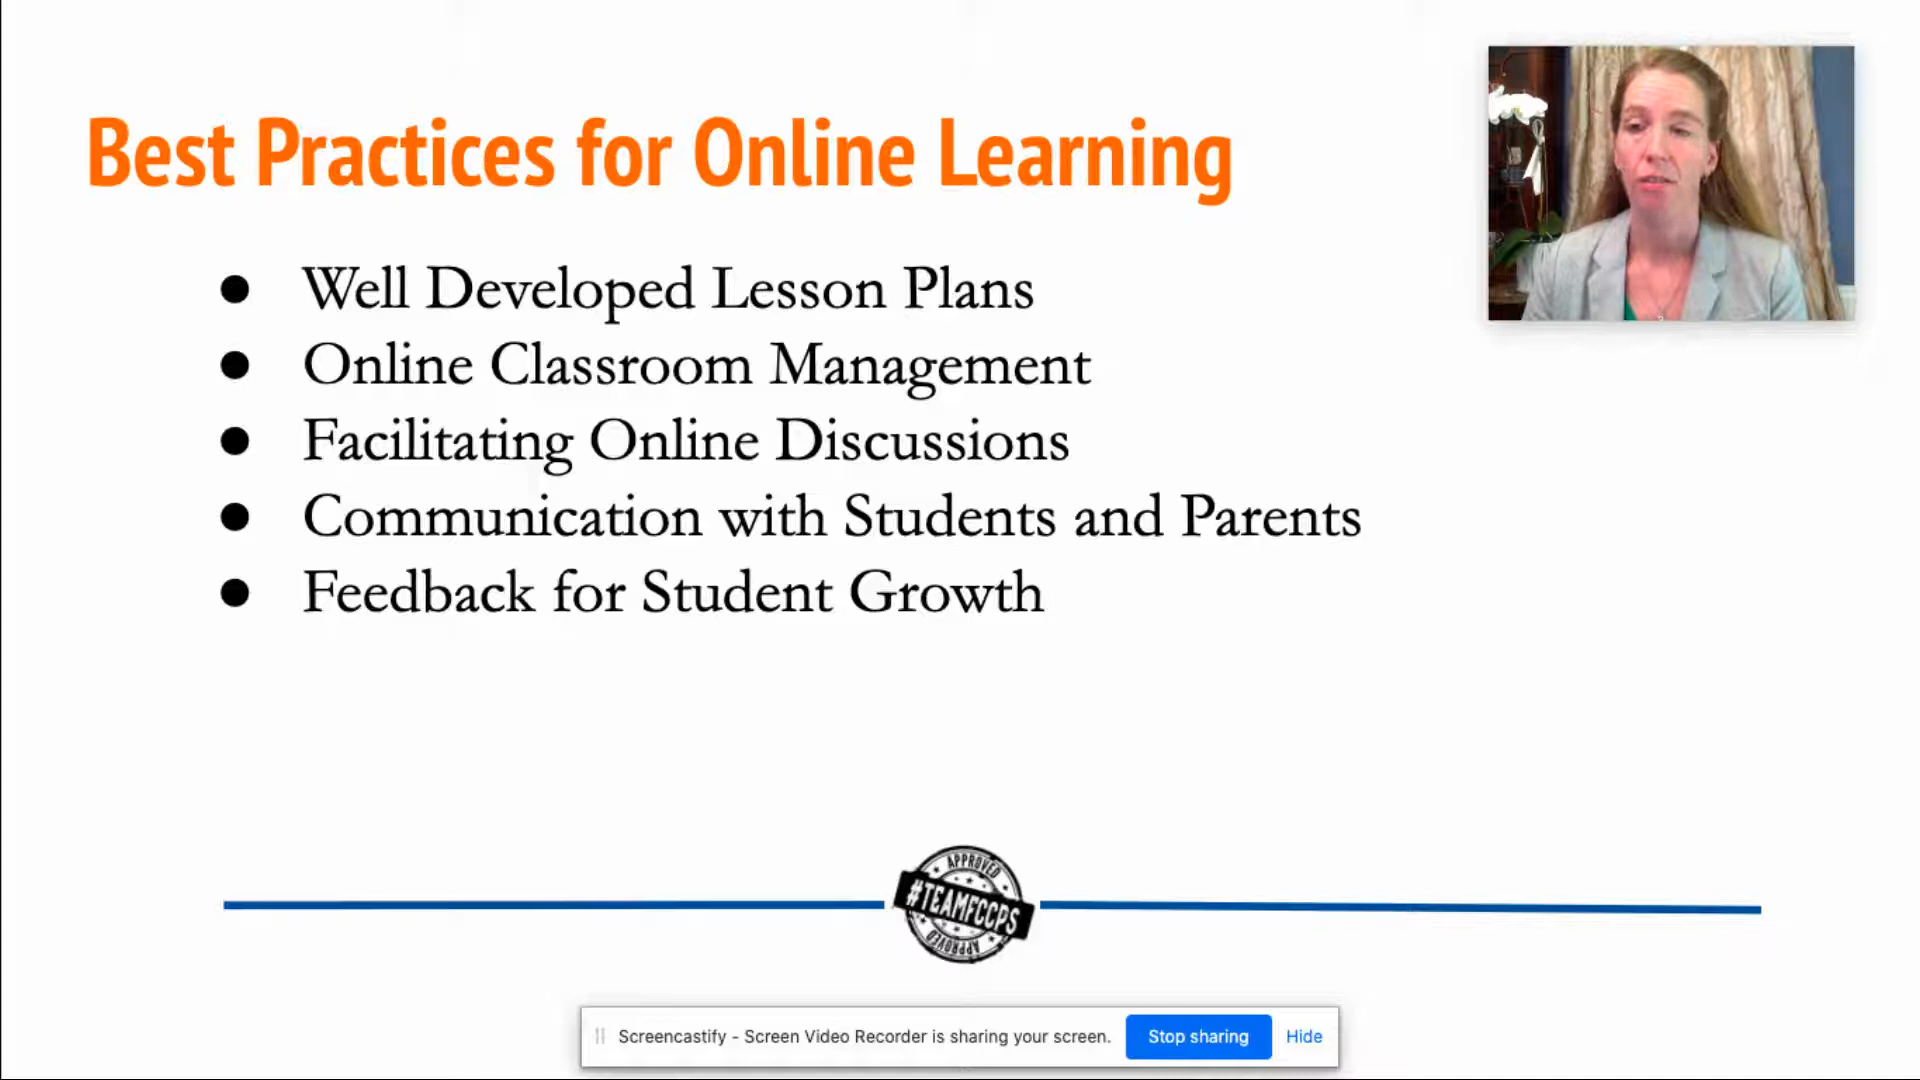 Best Practices for Online Learning
● Well Developed Lesson Plans
● Online Classroom Management
● Facilitating Online Discussions
● Communication with Students and Parents
● Feedback for Student Growth
APPROVED
#TEAMFCCPS
APPROVED
Screencastify - Screen Video Recorder is sharing your screen. Stop sharing Hide